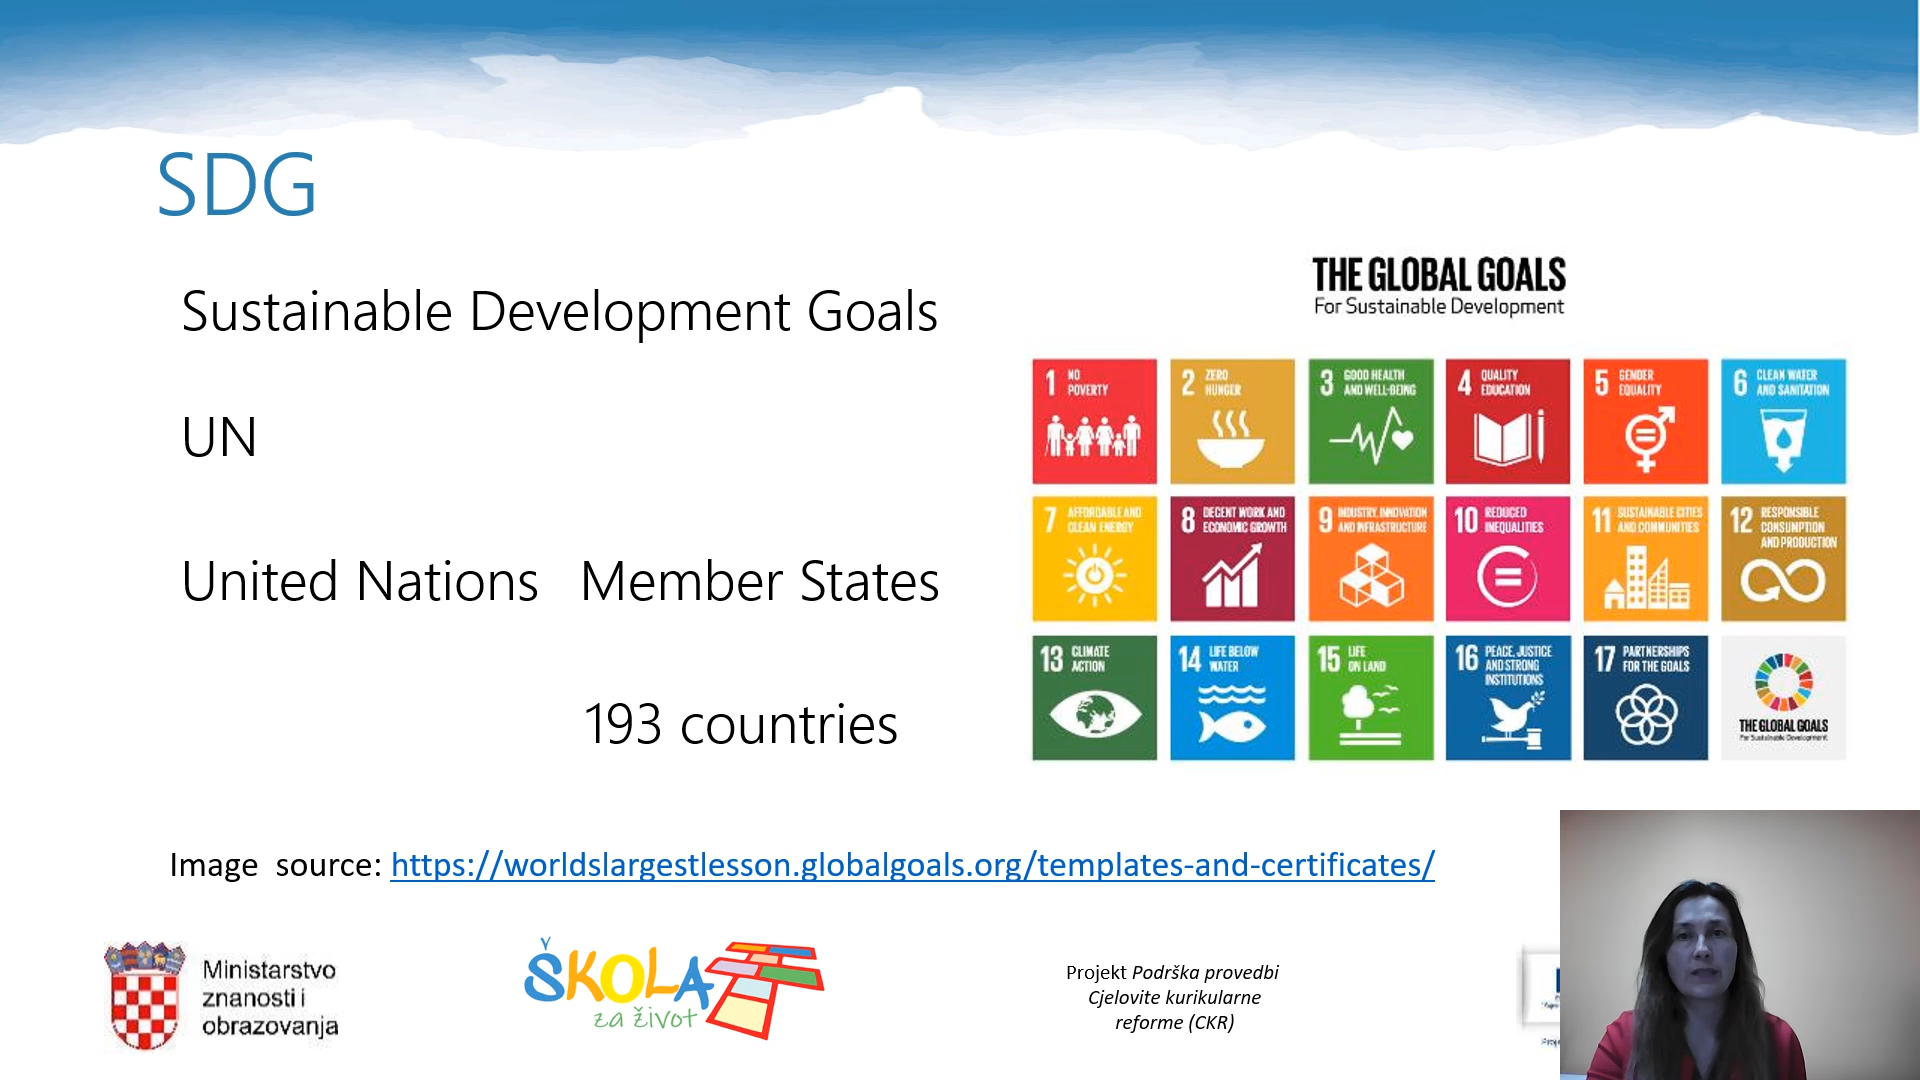 SDG
Sustainable Development Goals
UN
United Nations Member States
193 countries
THE GLOBAL GOALS
For Sustainable Development
1 NO
POVERTY
2 ZERO
HUNGER
3 GOOD HEALTH
AND WELL-BEING
4 QUALITY
EDUCATION
5 GENDER
EQUALITY
6 CLEAN WATER
AND SANITATION
7 AFFORDABLE AND
CLEAN ENERGY
8 DECENT WORK AND
ECONOMIC GROWTH
9 INDUSTRY, INNOVATION
AND INFRASTRUCTURE
10 REDUCED
INEQUALITIES
11 SUSTAINABLE CITIES
AND COMMUNITIES
12 RESPONSIBLE
CONSUMPTION
AND PRODUCTION
13 CLIMATE
ACTION
14 LIFE BELOW
WATER
15 LIFE
ON LAND
16 PEACE, JUSTICE
AND STRONG
INSTITUTIONS
17 PARTNERSHIPS
FOR THE GOALS
THE GLOBAL GOALS
For Sustainable Development
Image source: https://worldslargestlesson.globalgoals.org/templates-and-certificates/
Ministarstvo
znanosti i
obrazovanja
ŠKOLA
za život
Projekt Podrška provedbi
Cjelovite kurikularne
reforme (CKR)